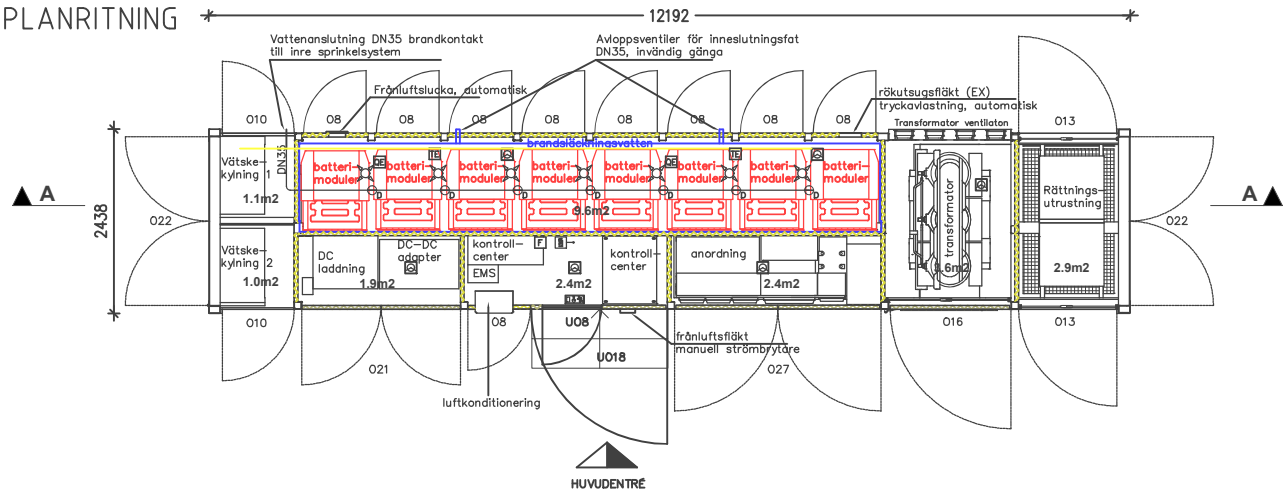 PLANRITNING
12192
Vattenanslutning DN35 brandkontakt
till inre sprinkelsystem
Avloppsventiler för inneslutningsfat
DN35, invändig gänga
Frånluftslucka, automatisk
rökutsugsfläkt (EX)
tryckavlastning, automatisk
010
08
08
08
08
08
08
08
08
Transformator ventilaton
013
brandsläckningsvatten
DN35
Vätske-
kylning 1
1.1m2
batteri-
moduler
batteri-
moduler
batteri-
moduler
batteri-
moduler
batteri-
moduler
batteri-
moduler
batteri-
moduler
batteri-
moduler
QE
TE
QE
TE
D
D
D
D
D
D
D
9.6m2
transformator
Rättnings-
utrustning
A
A
022
022
2438
Vätske-
kylning 2
1.0m2
DC
laddning
DC-DC
adapter
1.9m2
kontroll-
center
F
EMS
2.4m2
kontroll-
center
anordning
2.4m2
2.9m2
010
08
U08
U018
016
013
021
027
frånluftsfläkt
manuell strömbrytare
luftkonditionering
HUVUDENTRÉ